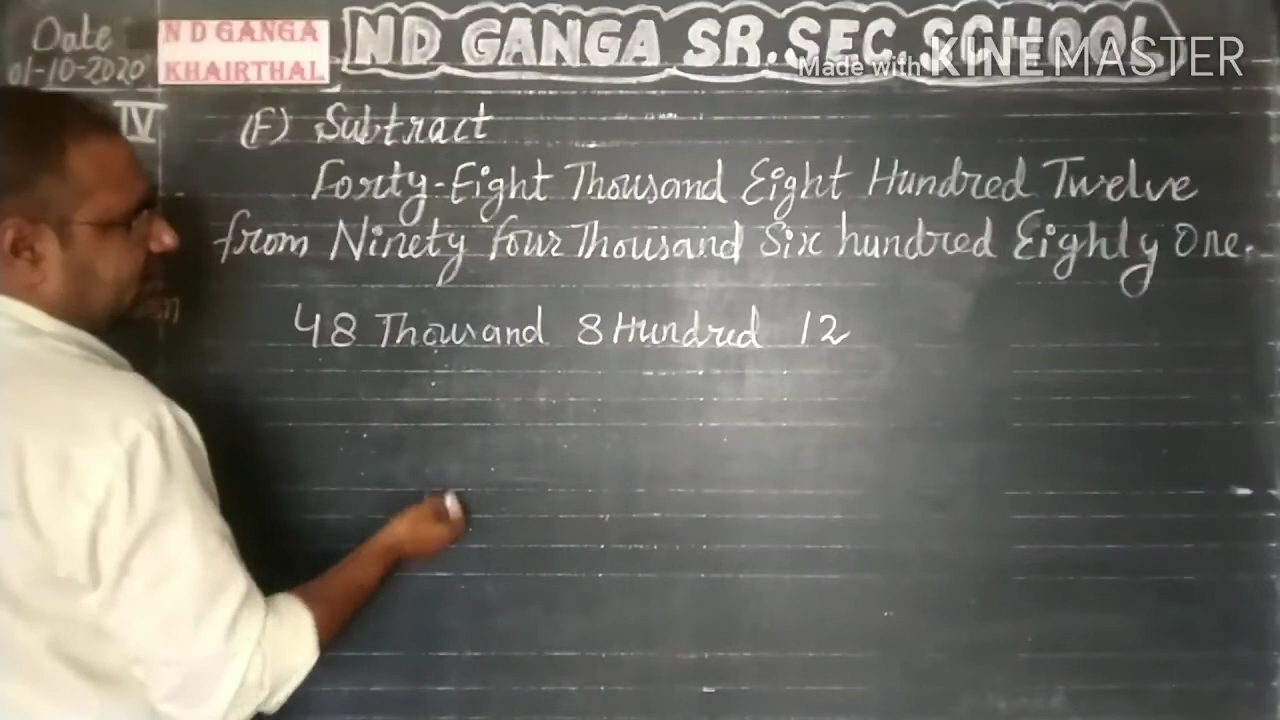 Date
01-10-2020
N D GANGA
KHAIRTHAL
ND GANGA SR. SEC. SCHOOL
Made with KINEMASTER
IV
(F) Subtract
Forty-Eight Thousand Eight Hundred Twelve
from Ninety four Thousand Six hundred Eighly One.
48 Thousand 8 Hundred 12